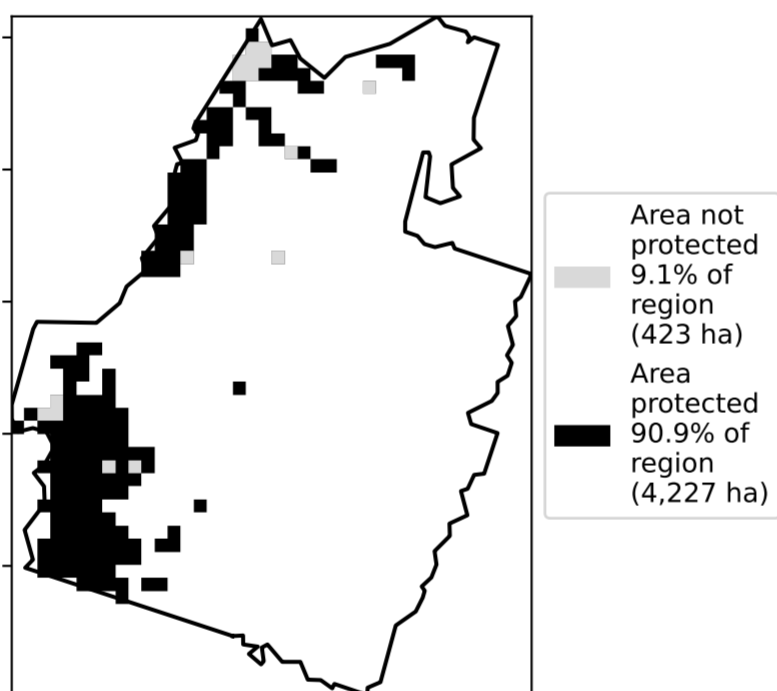 Area not
protected
9.1% of
region
(423 ha)
Area
protected
90.9% of
region
(4,227 ha)